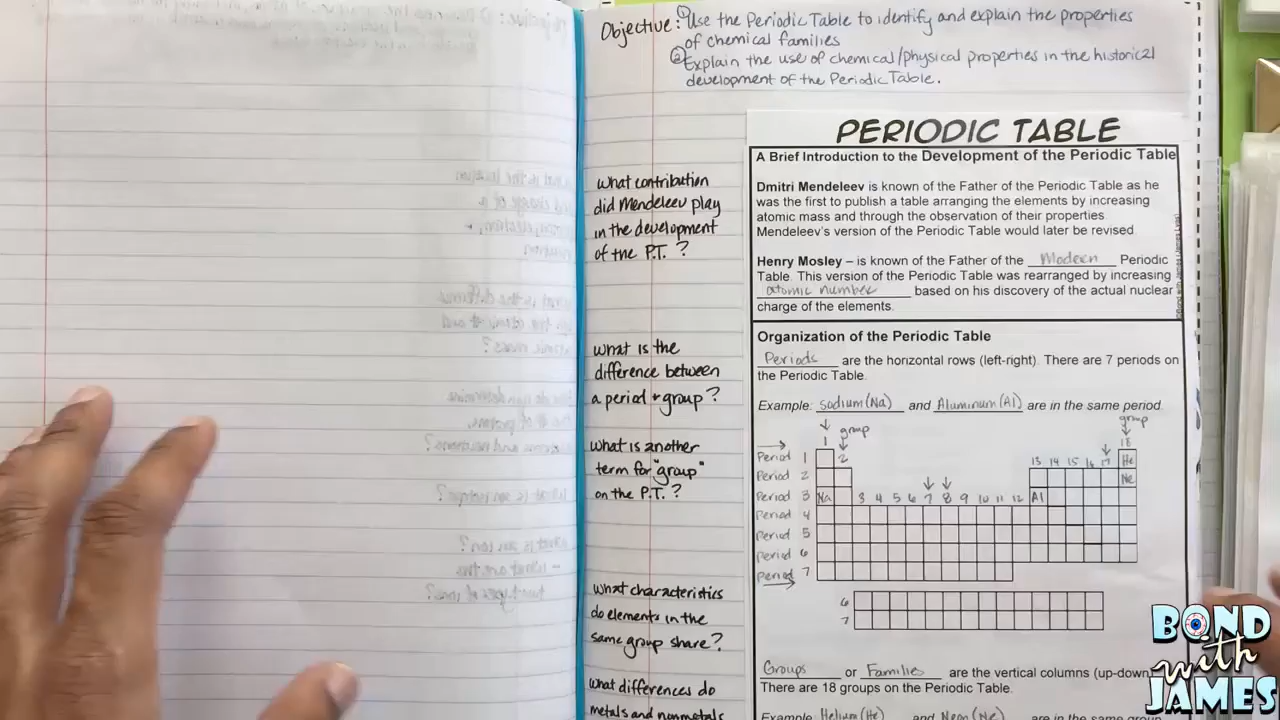 Objective: ① Use the Periodic Table to identify and explain the properties
of chemical families
② Explain the use of chemical/physical properties in the historical
development of the Periodic Table.
What contribution
did Mendeleev play
in the development
of the P.T. ?
What is the
difference between
a period + group ?
What is another
term for "group"
on the P.T. ?
What characteristics
do elements in the
same group share?
What differences do
metals and nonmetals
PERIODIC TABLE
A Brief Introduction to the Development of the Periodic Table
Dmitri Mendeleev is known of the Father of the Periodic Table as he
was the first to publish a table arranging the elements by increasing
atomic mass and through the observation of their properties.
Mendeleev's version of the Periodic Table would later be revised
Henry Mosley – is known of the Father of the Modern Periodic
Table. This version of the Periodic Table was rearranged by increasing
atomic number based on his discovery of the actual nuclear
charge of the elements.
Organization of the Periodic Table
Periods are the horizontal rows (left-right). There are 7 periods on
the Periodic Table.
Example: Sodium (Na) and Aluminum (Al) are in the same period.
group
group
1
18
Period 1
2
13 14 15 16 17
He
Period 2
Ne
Period 3
Na
3 4 5 6 7 8 9 10 11 12
Al
Period 4
Period 5
Period 6
Period 7
6
7
Groups or Families are the vertical columns (up-down
There are 18 groups on the Periodic Table.
Example: Helium (He) and Neon (Ne) are in the same group
BOND
with
JAMES